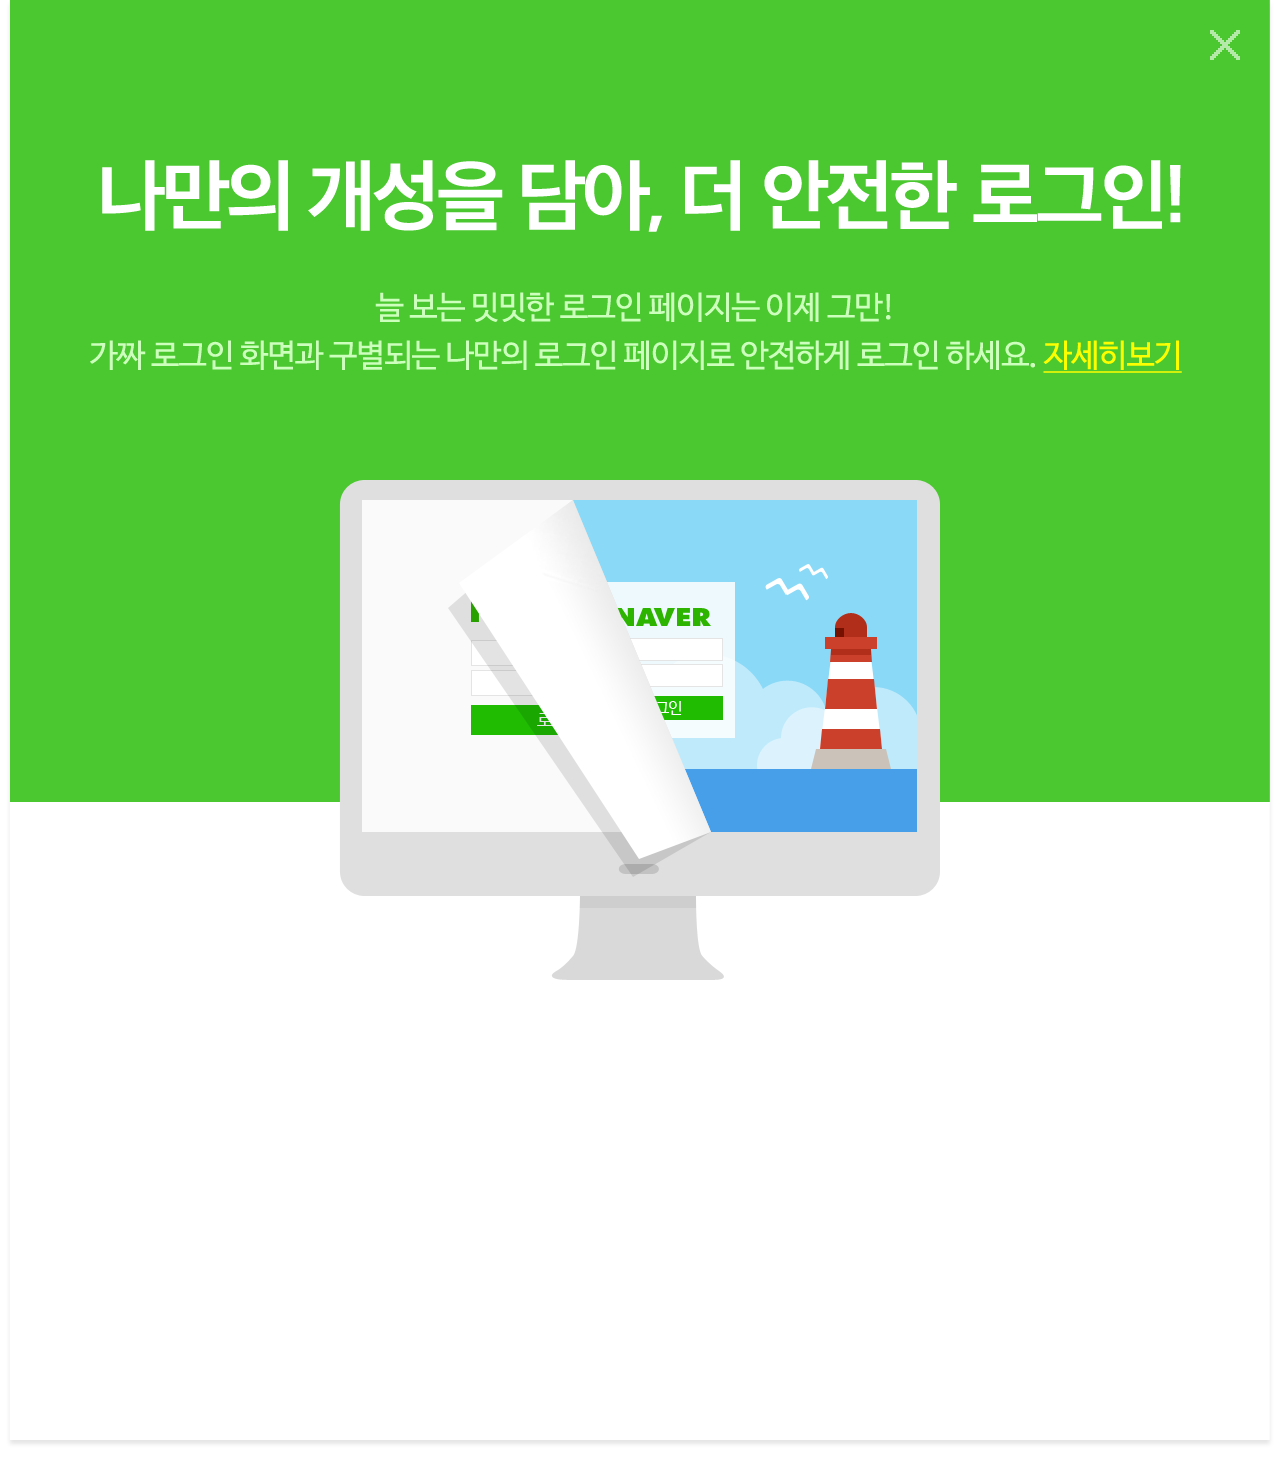 나만의 개성을 담아, 더 안전한 로그인!
늘 보는 밋밋한 로그인 페이지는 이제 그만!
가짜 로그인 화면과 구별되는 나만의 로그인 페이지로 안전하게 로그인 하세요. 자세히보기
NAVER
그인
로